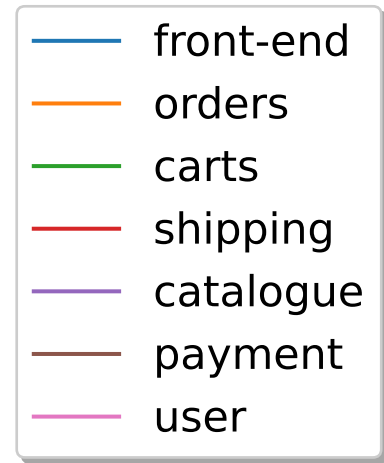 front-end
orders
carts
shipping
catalogue
payment
user